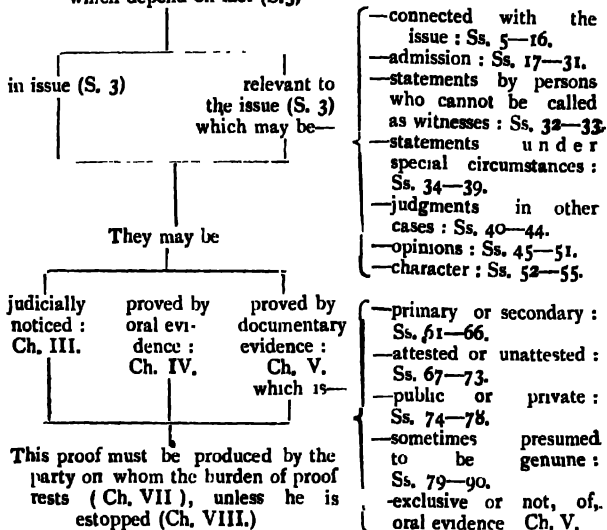 which depend on fact (S.3)
in issue (S. 3)
relevant to
the issue (S. 3)
which may be—
—connected with the
issue : Ss. 5—16.
—admission : Ss. 17—31.
—statements by persons
who cannot be called
as witnesses : Ss. 32—33.
—statements under
special circumstances :
Ss. 34—39.
—judgments in other
cases : Ss. 40—44.
—opinions : Ss. 45—51.
—character : Ss. 52—55.
They may be
judicially
noticed :
Ch. III.
proved by
oral evi-
dence :
Ch. IV.
proved by
documentary
evidence :
Ch. V.
which is—
—primary or secondary :
Ss. 61—66.
—attested or unattested :
Ss. 67—73.
—public or private :
Ss. 74—78.
—sometimes presumed
to be genuine :
Ss. 79—90.
-exclusive or not, of,
oral evidence Ch. V.
This proof must be produced by the
party on whom the burden of proof
rests ( Ch. VII ), unless he is
estopped (Ch. VIII.)